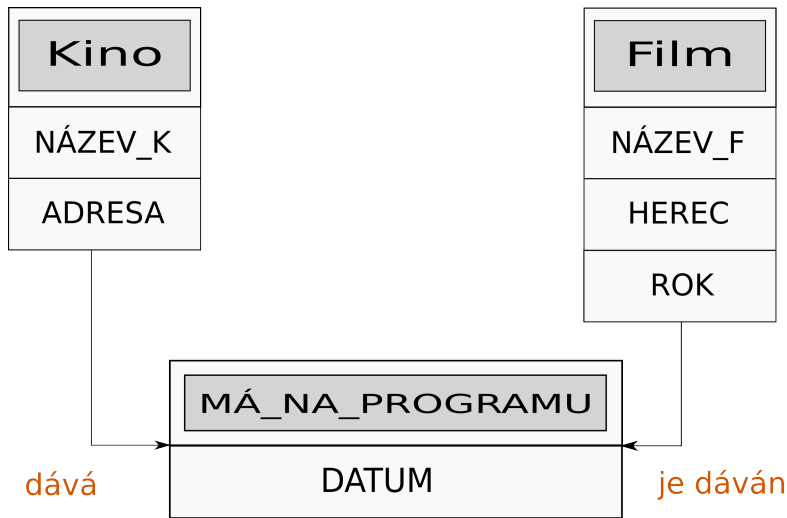 Kino
NÁZEV_K
ADRESA
Film
NÁZEV_F
HEREC
ROK
MÁ_NA_PROGRAMU
DATUM
dává
je dáván